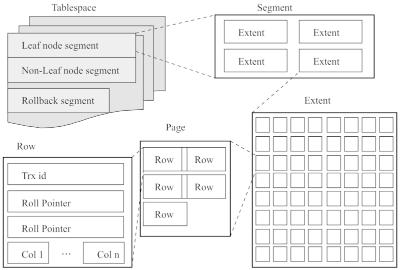 Tablespace
Segment
Leaf node segment
Non-Leaf node segment
Rollback segment
Extent
Extent
Extent
Extent
Extent
Page
Row
Row
Row
Row
Row
Row
Trx id
Roll Pointer
Roll Pointer
Col 1 ... Col n